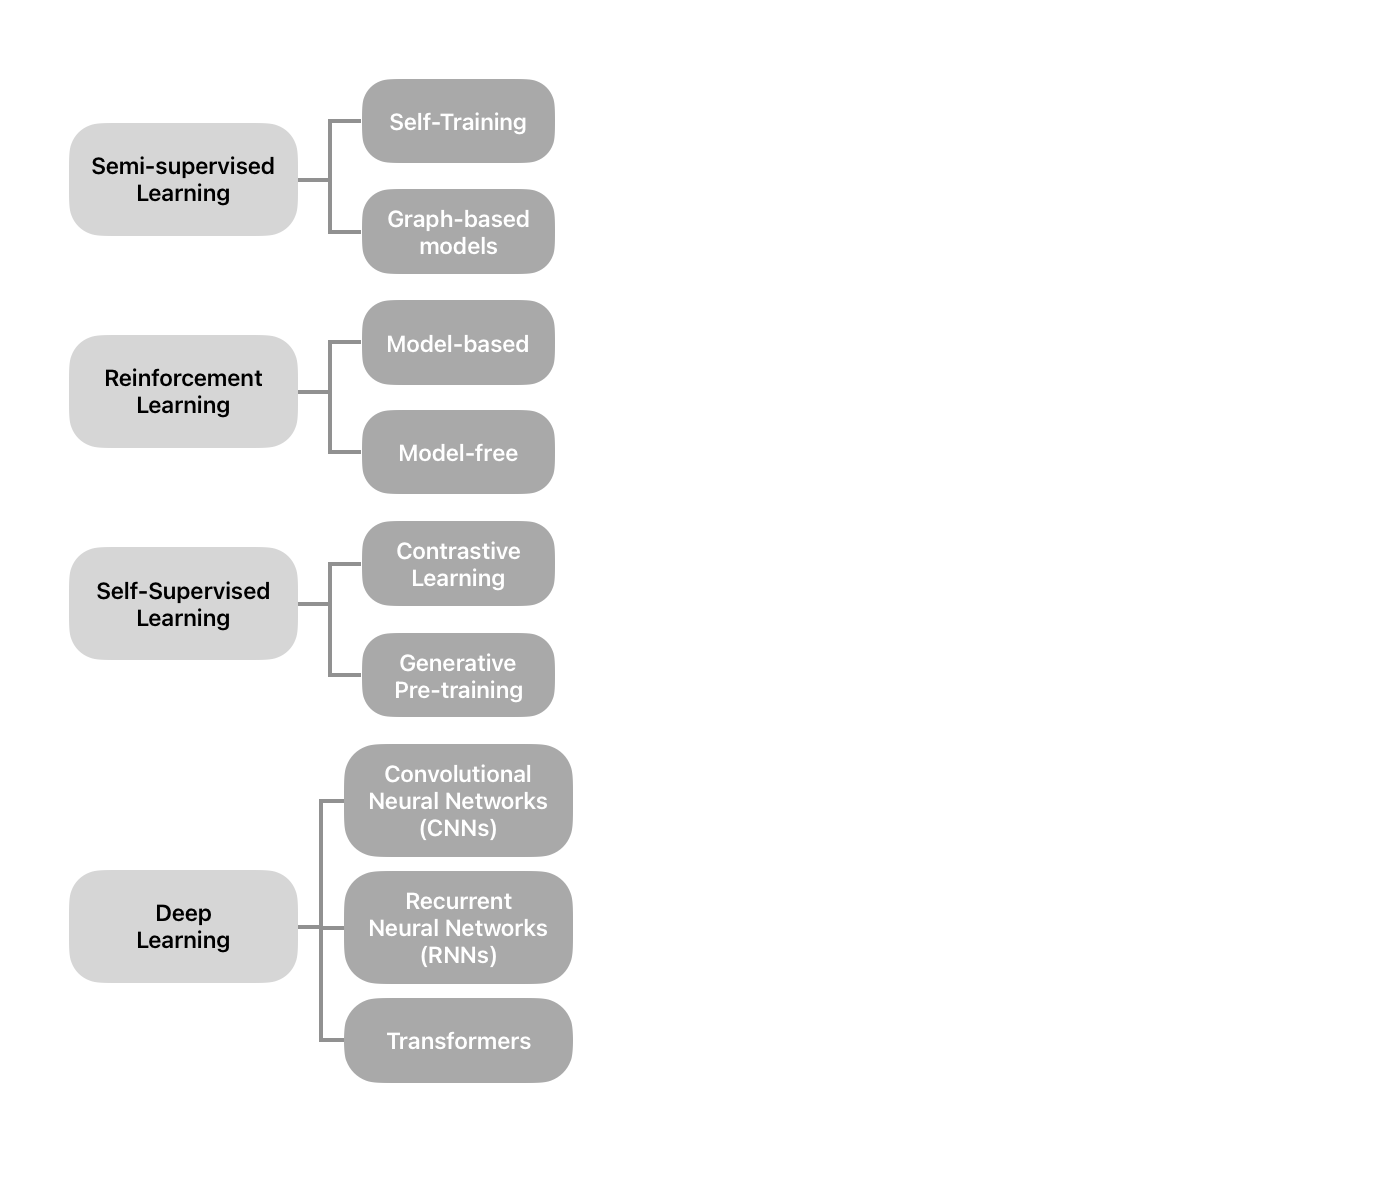 Semi-supervised
Learning
Self-Training
Graph-based
models
Reinforcement
Learning
Model-based
Model-free
Self-Supervised
Learning
Contrastive
Learning
Generative
Pre-training
Deep
Learning
Convolutional
Neural Networks
(CNNs)
Recurrent
Neural Networks
(RNNs)
Transformers